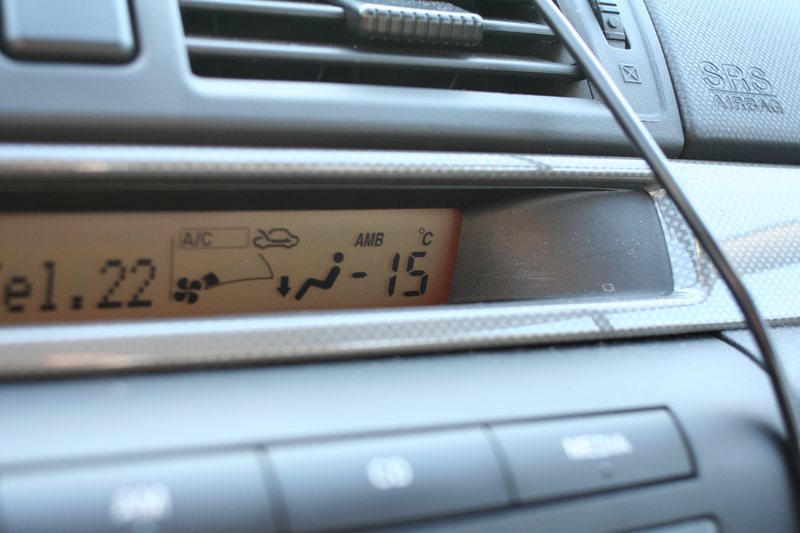 SRS
AIRBAG
A/C
AMB
°C
el.22
-15
MEDIA